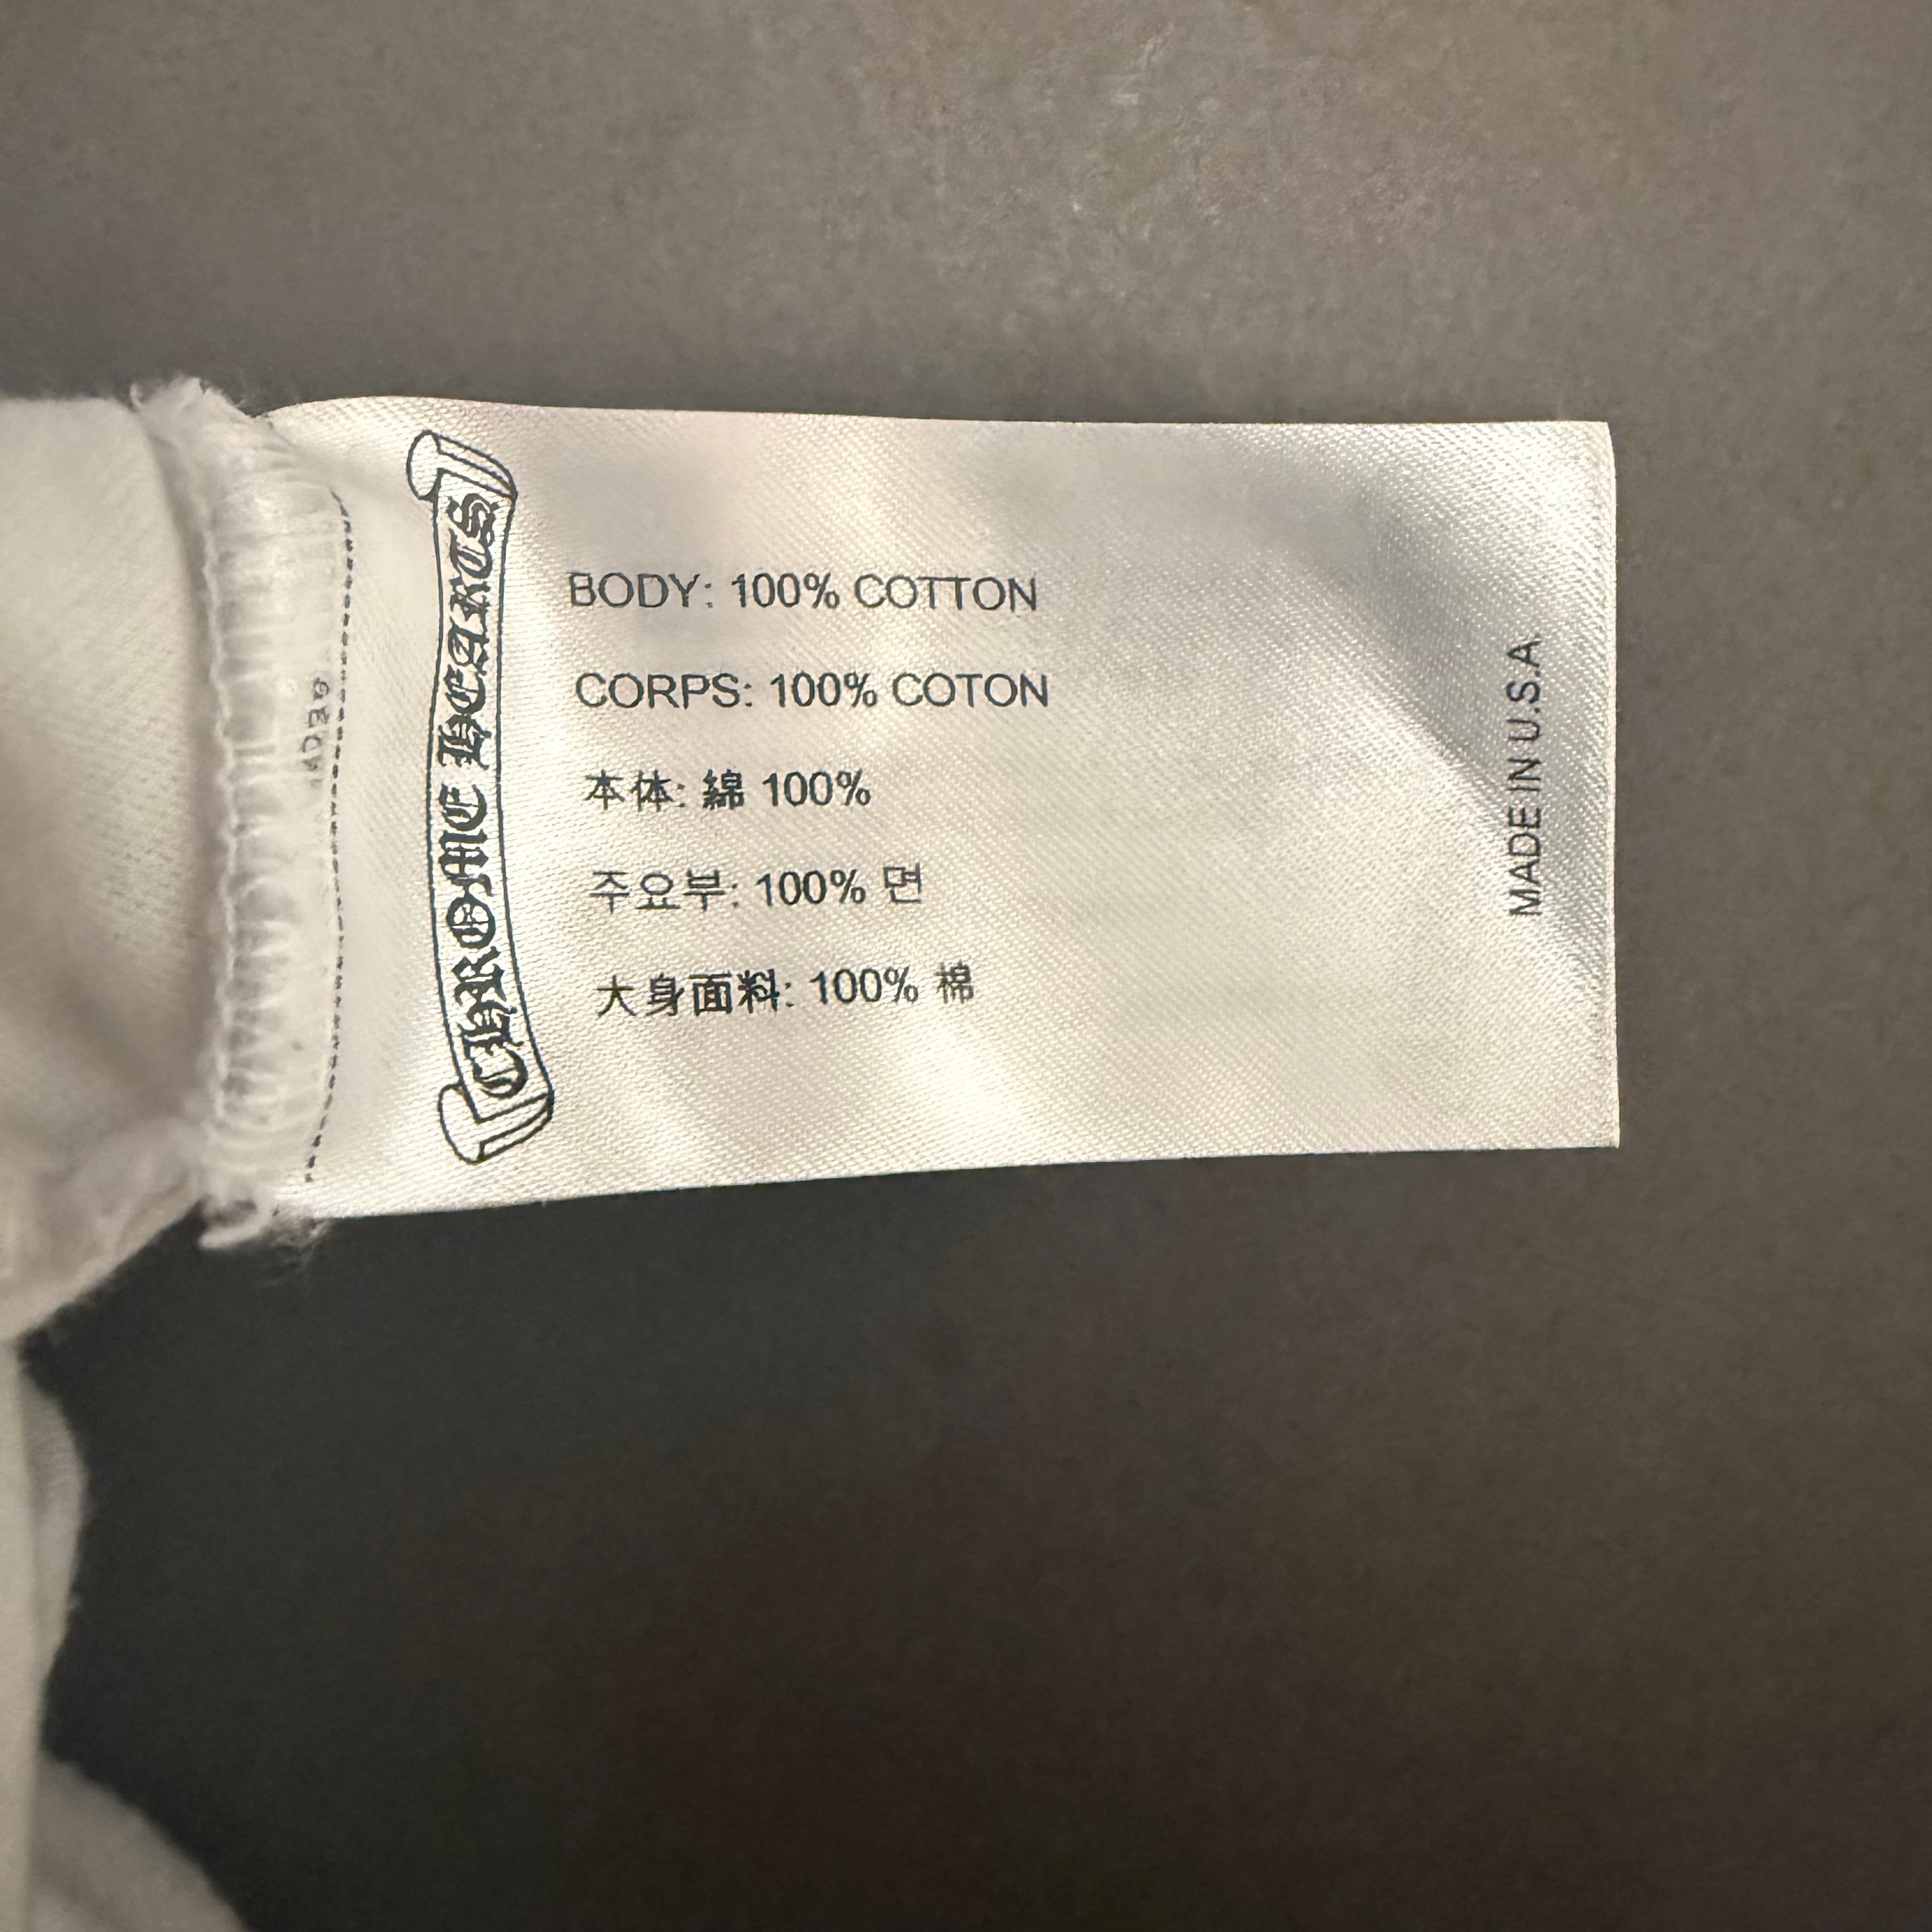 CHROME HEARTS
BODY: 100% COTTON
CORPS: 100% COTON
本体: 綿 100%
주요부: 100% 면
大身面料: 100% 棉
MADE IN U.S.A